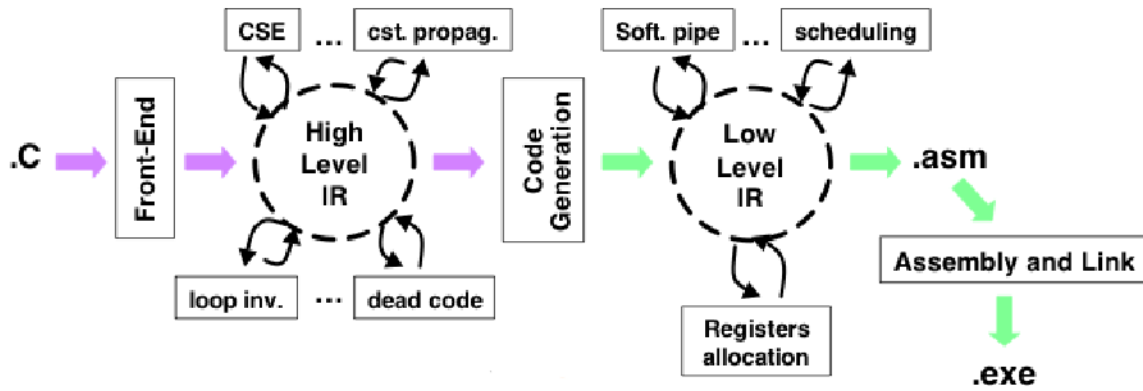 CSE
...
cst. propag.
Soft. pipe
...
scheduling
.C
Front-End
High
Level
IR
Code
Generation
Low
Level
IR
.asm
loop inv.
...
dead code
Registers
allocation
Assembly and Link
.exe